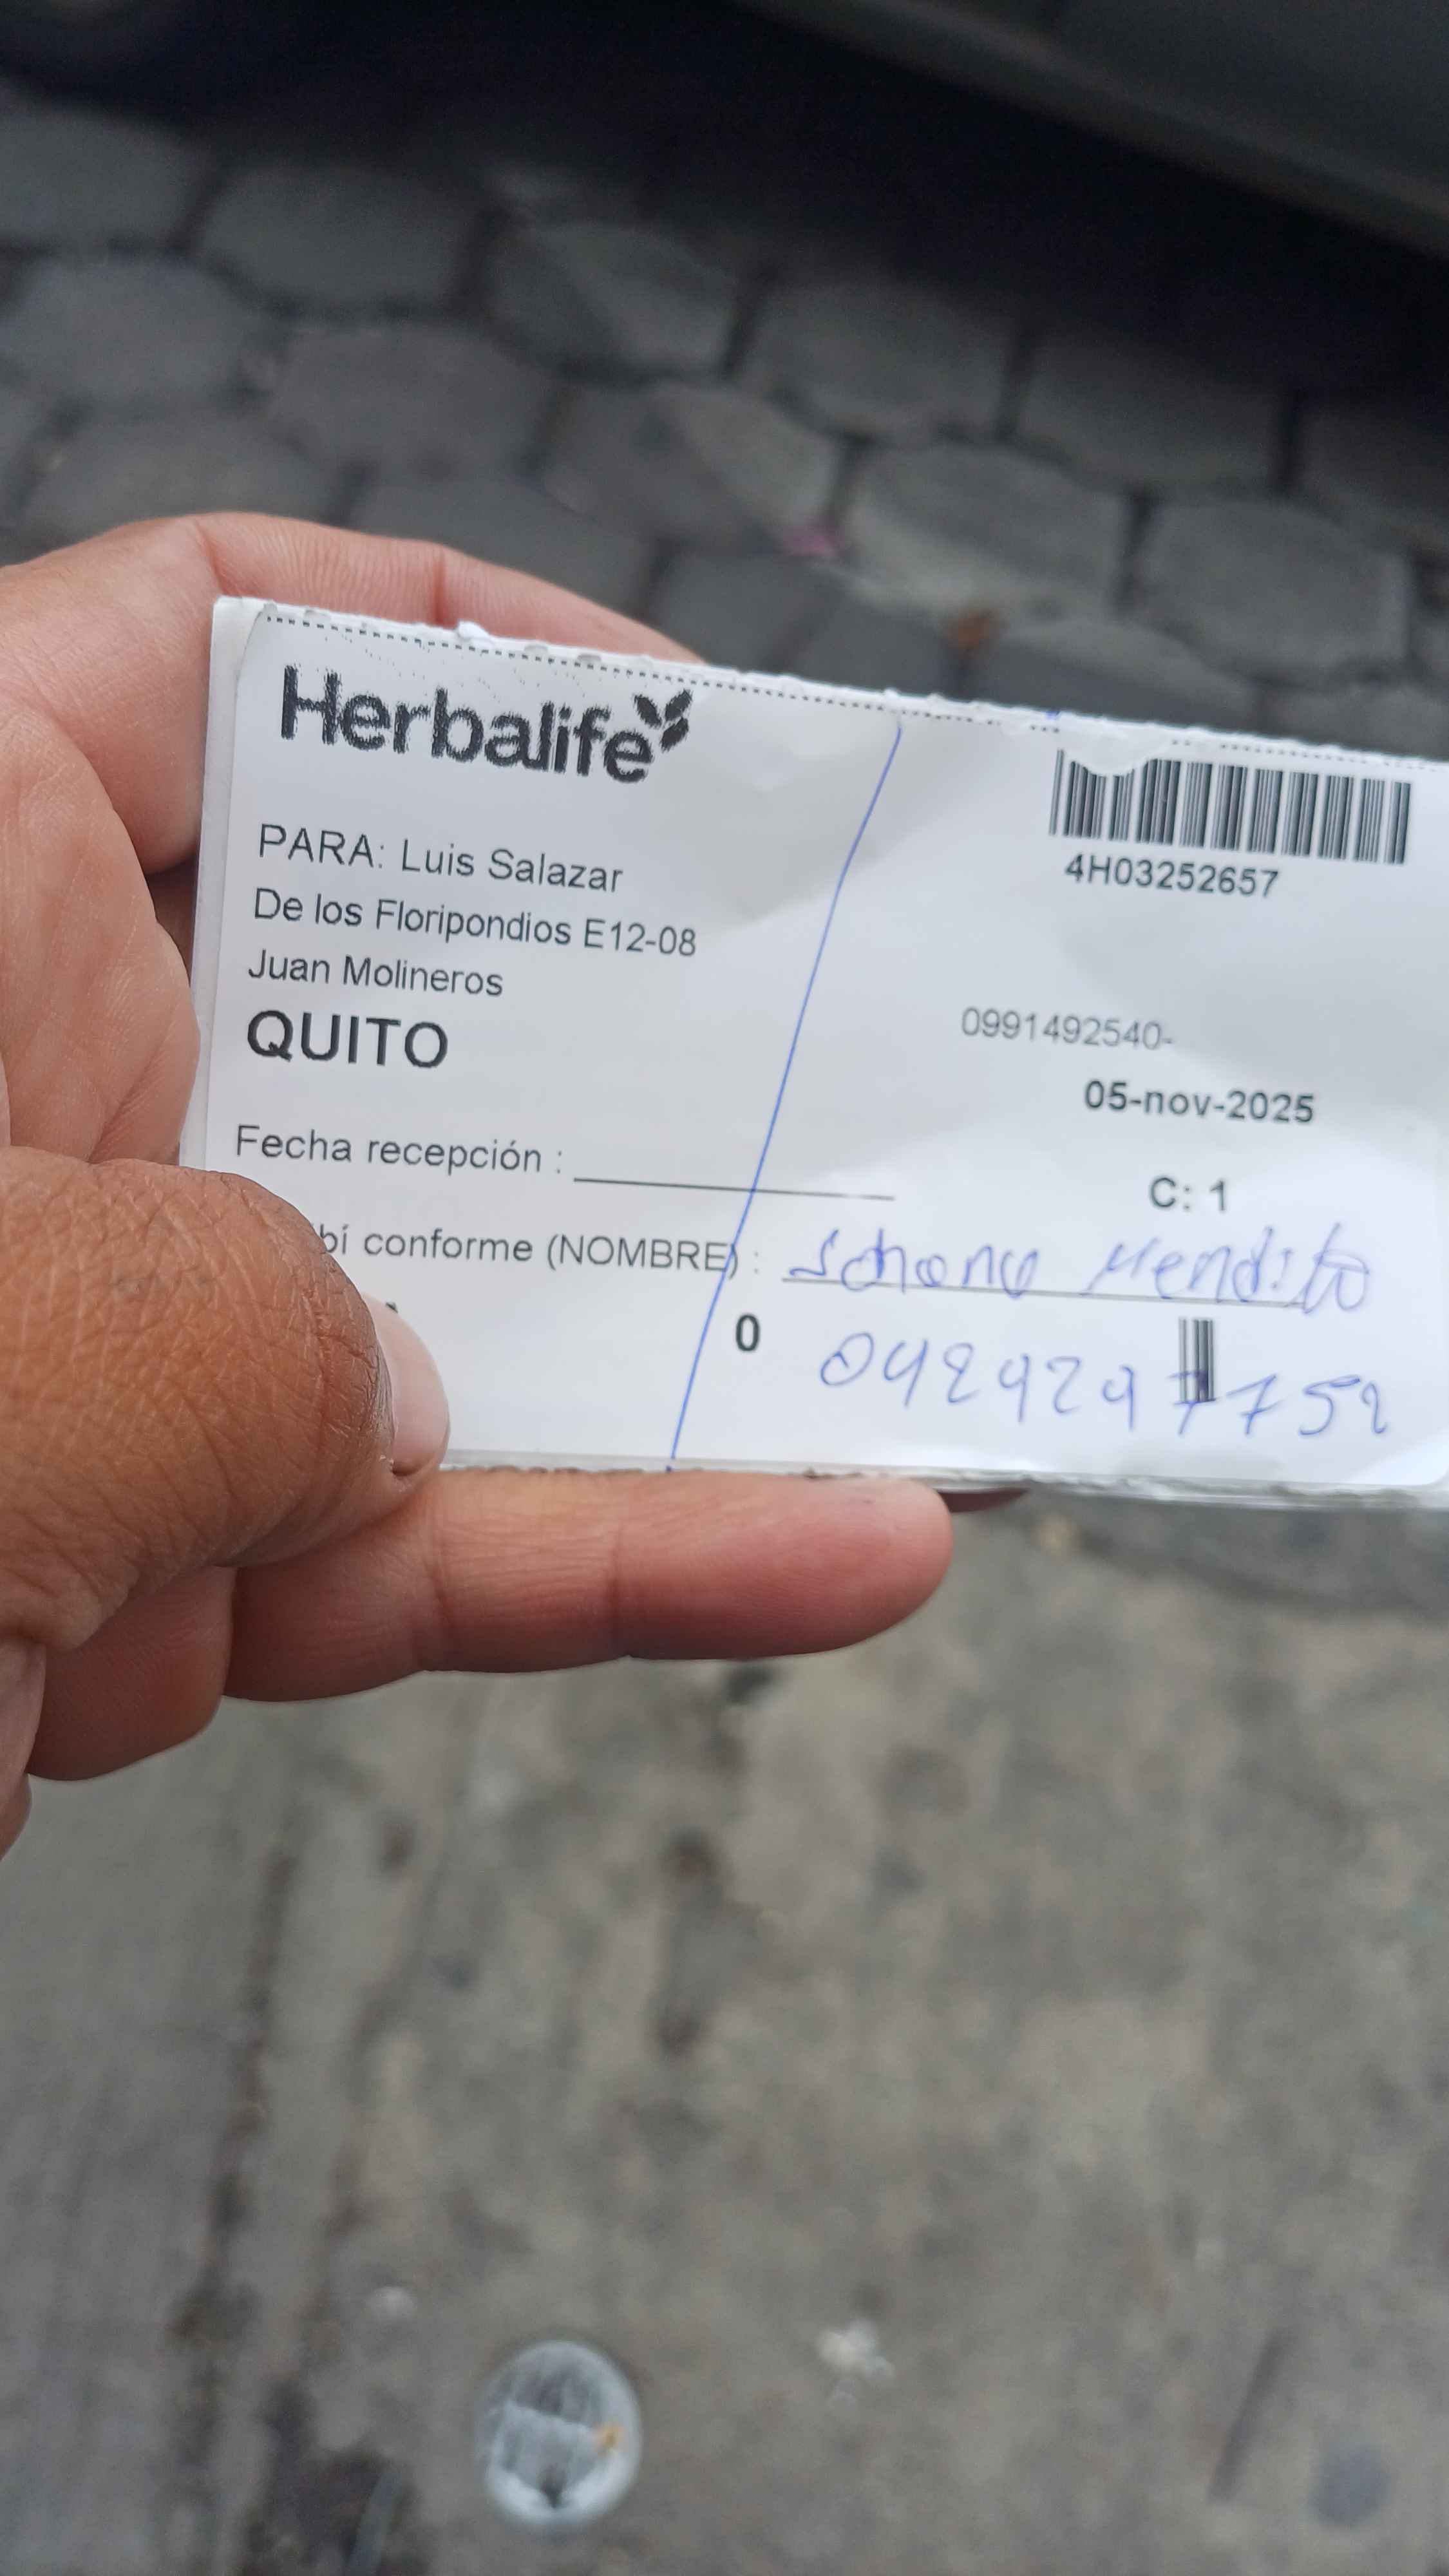 Herbalife
PARA: Luis Salazar
De los Floripondios E12-08
Juan Molineros
QUITO
4H03252657
0991492540-
05-nov-2025
C: 1
Fecha recepción :
bí conforme (NOMBRE) :
0